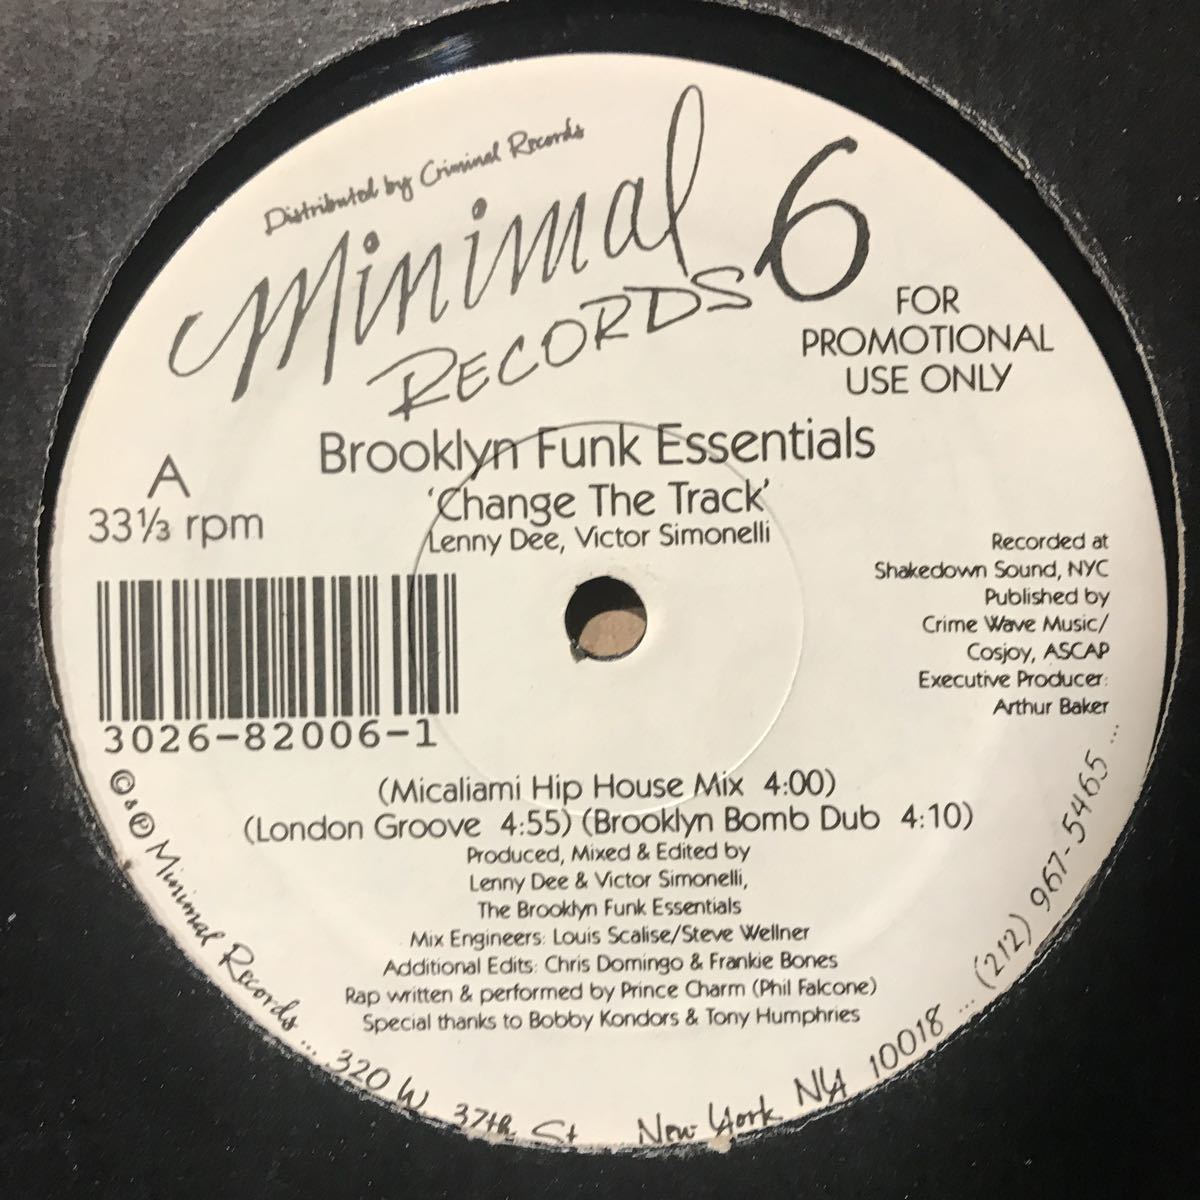 Distributed by Criminal Records
Minimal 6
RECORDS
FOR
PROMOTIONAL
USE ONLY
Brooklyn Funk Essentials
'Change The Track'
Lenny Dee, Victor Simonelli
A
33⅓ rpm
Recorded at
Shakedown Sound, NYC
Published by
Crime Wave Music/
Cosjoy, ASCAP
Executive Producer:
Arthur Baker
3026-82006-1
(Micaliami Hip House Mix 4:00)
(London Groove 4:55) (Brooklyn Bomb Dub 4:10)
Produced, Mixed & Edited by
Lenny Dee & Victor Simonelli,
The Brooklyn Funk Essentials
Mix Engineers: Louis Scalise/Steve Wellner
Additional Edits: Chris Domingo & Frankie Bones
Rap written & performed by Prince Charm (Phil Falcone)
Special thanks to Bobby Kondors & Tony Humphries
© & ℗ Minimal Records... 320 W. 37th St New York NY 10018 ... (212) 967-5465 ...